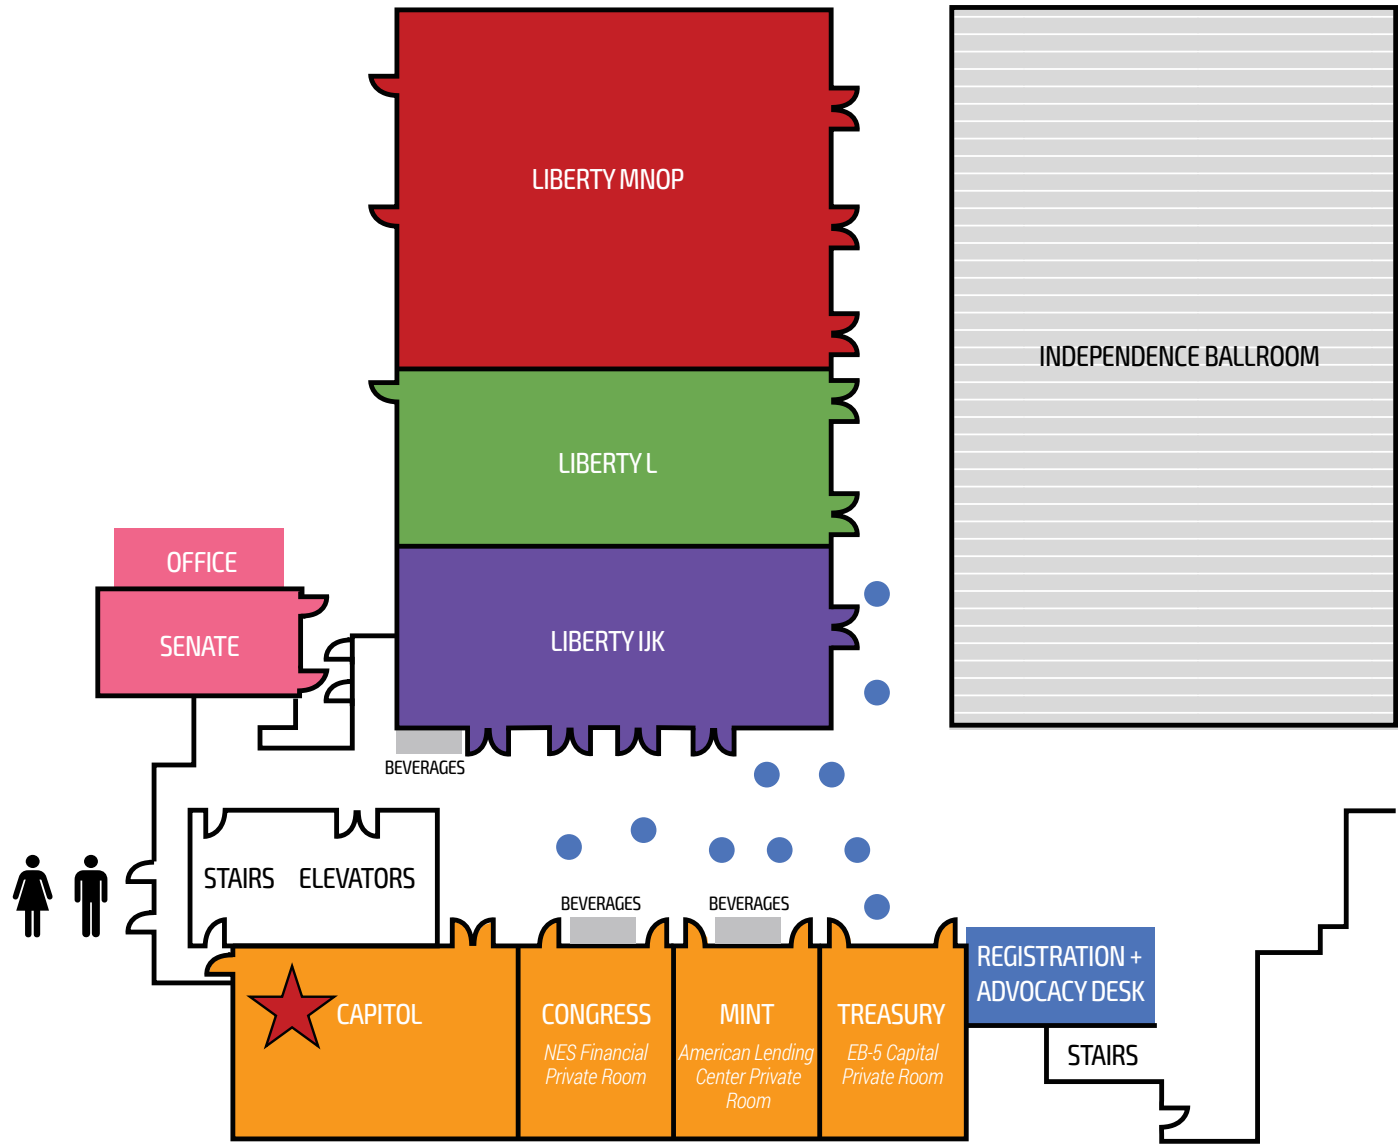 LIBERTY MNOP
INDEPENDENCE BALLROOM
LIBERTY L
OFFICE
SENATE
LIBERTY IJK
BEVERAGES
STAIRS
ELEVATORS
BEVERAGES
BEVERAGES
CAPITOL
CONGRESS
NES Financial
Private Room
MINT
American Lending
Center Private
Room
TREASURY
EB-5 Capital
Private Room
REGISTRATION +
ADVOCACY DESK
STAIRS